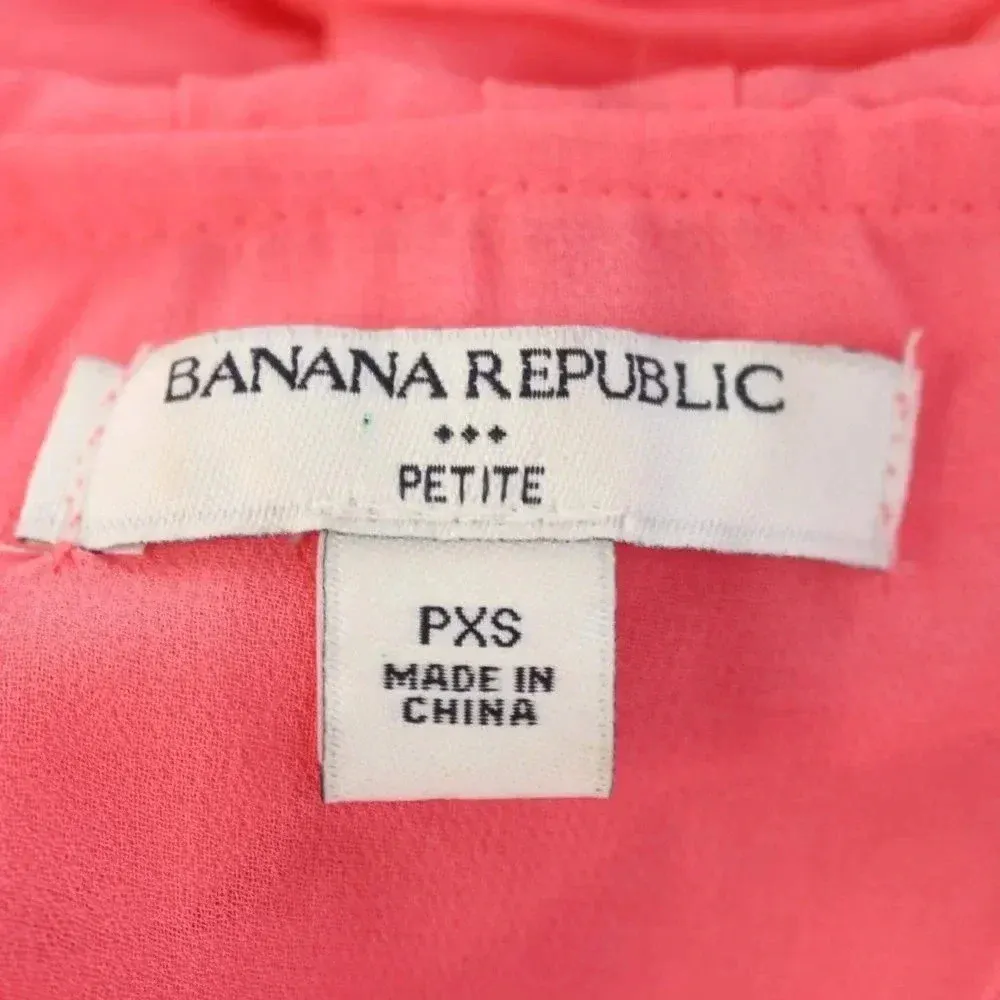 BANANA REPUBLIC
PETITE
PXS
MADE IN
CHINA